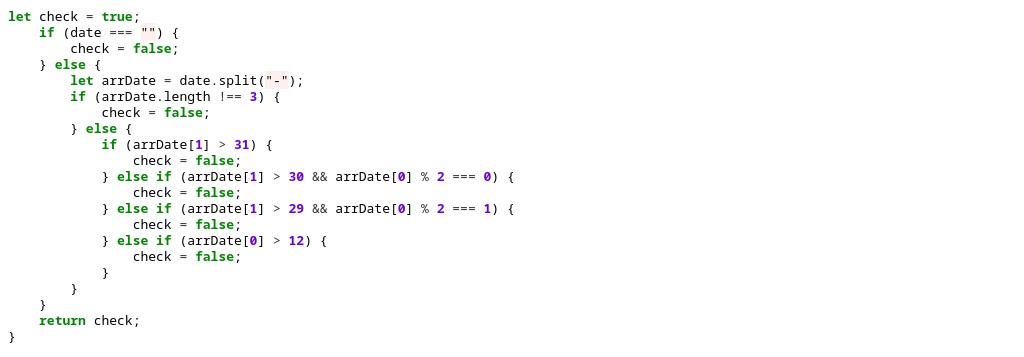 let check = true;
    if (date === "") {
        check = false;
    } else {
        let arrDate = date.split("-");
        if (arrDate.length !== 3) {
            check = false;
        } else {
            if (arrDate[1] > 31) {
                check = false;
            } else if (arrDate[1] > 30 && arrDate[0] % 2 === 0) {
                check = false;
            } else if (arrDate[1] > 29 && arrDate[0] % 2 === 1) {
                check = false;
            } else if (arrDate[0] > 12) {
                check = false;
            }
        }
    }
    return check;
}